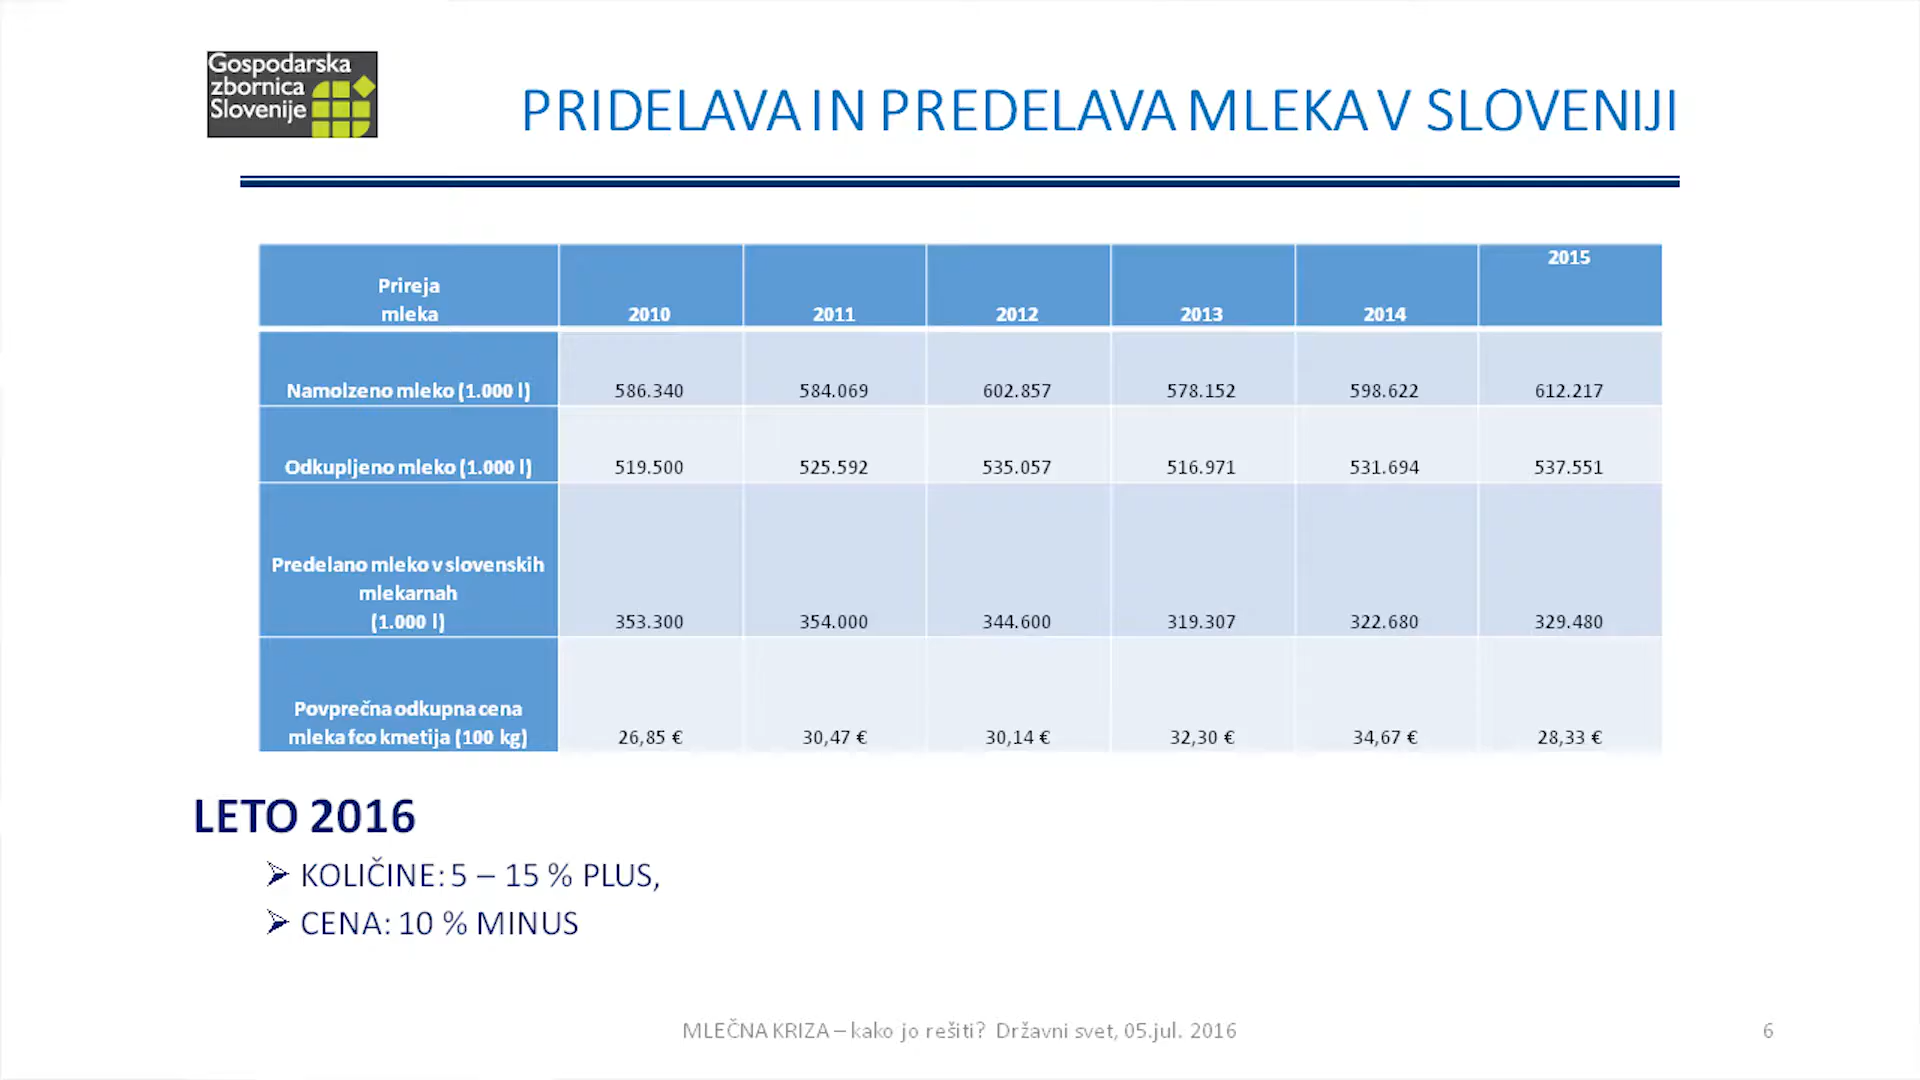 Gospodarska
zbornica
Slovenije
PRIDELAVA IN PREDELAVA MLEKA V SLOVENIJI
Prireja
mleka
2010
2011
2012
2013
2014
2015
Namolzeno mleko (1.000 l)
586.340
584.069
602.857
578.152
598.622
612.217
Odkupljeno mleko (1.000 l)
519.500
525.592
535.057
516.971
531.694
537.551
Predelano mleko v slovenskih
mlekarnah
(1.000 l)
353.300
354.000
344.600
319.307
322.680
329.480
Povprečna odkupna cena
mleka fco kmetija (100 kg)
26,85 €
30,47 €
30,14 €
32,30 €
34,67 €
28,33 €
LETO 2016
➢ KOLIČINE: 5 – 15 % PLUS,
➢ CENA: 10 % MINUS
MLEČNA KRIZA – kako jo rešiti? Državni svet, 05.jul. 2016
6